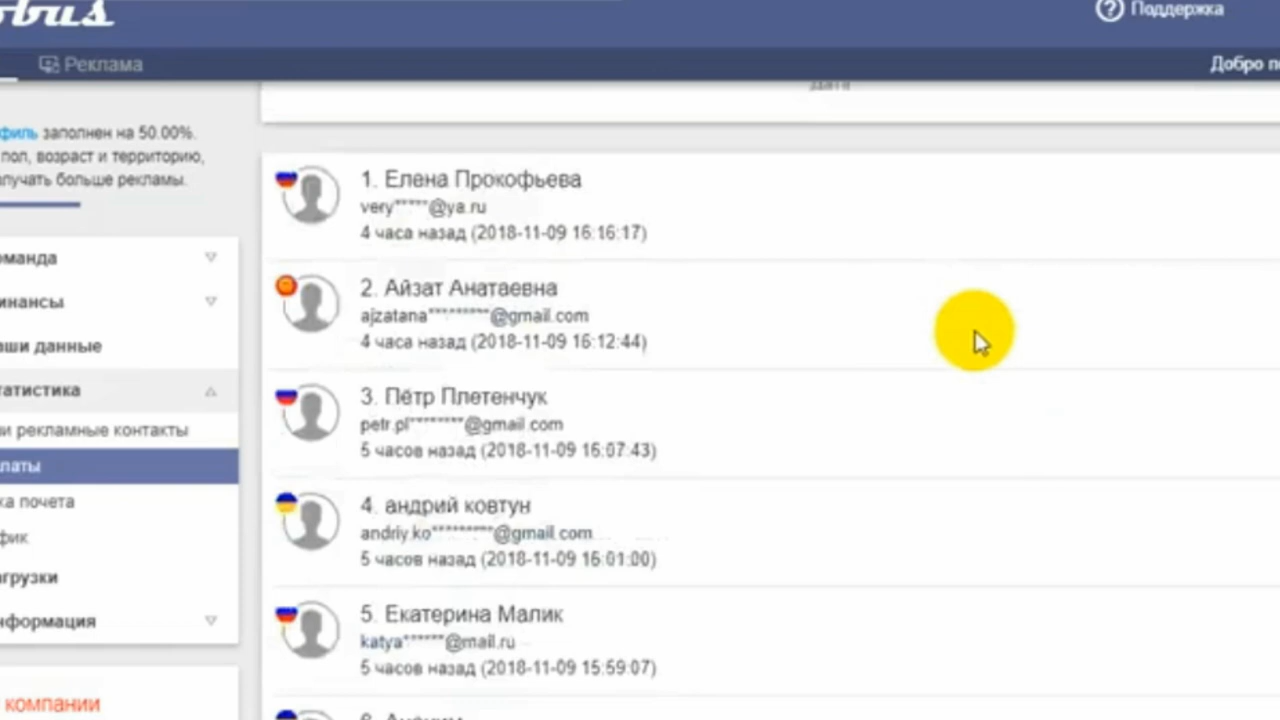 obus
Поддержка
Реклама
Добро
филь заполнен на 50.00%.
пол, возраст и территорию,
лучать больше рекламы.
Дата
1. Елена Прокофьева
very*****@ya.ru
4 часа назад (2018-11-09 16:16:17)
2. Айзат Анатаевна
ajzatana*********@gmail.com
4 часа назад (2018-11-09 16:12:44)
3. Пётр Плетенчук
petr.pl********@gmail.com
5 часов назад (2018-11-09 16:07:43)
4. андрий ковтун
andriy.ko*********@gmail.com
5 часов назад (2018-11-09 16:01:00)
5. Екатерина Малик
katya******@mail.ru
5 часов назад (2018-11-09 15:59:07)
оманда
инансы
аши данные
татистика
и рекламные контакты
латы
ка почета
фик
агрузки
нформация
компании